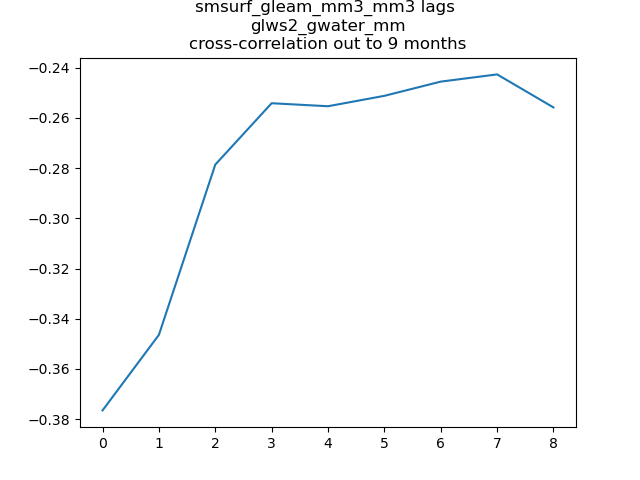 smsurf_gleam_mm3_mm3 lags
glws2_gwater_mm
cross-correlation out to 9 months
−0.24
−0.26
−0.28
−0.30
−0.32
−0.34
−0.36
−0.38
0 1 2 3 4 5 6 7 8